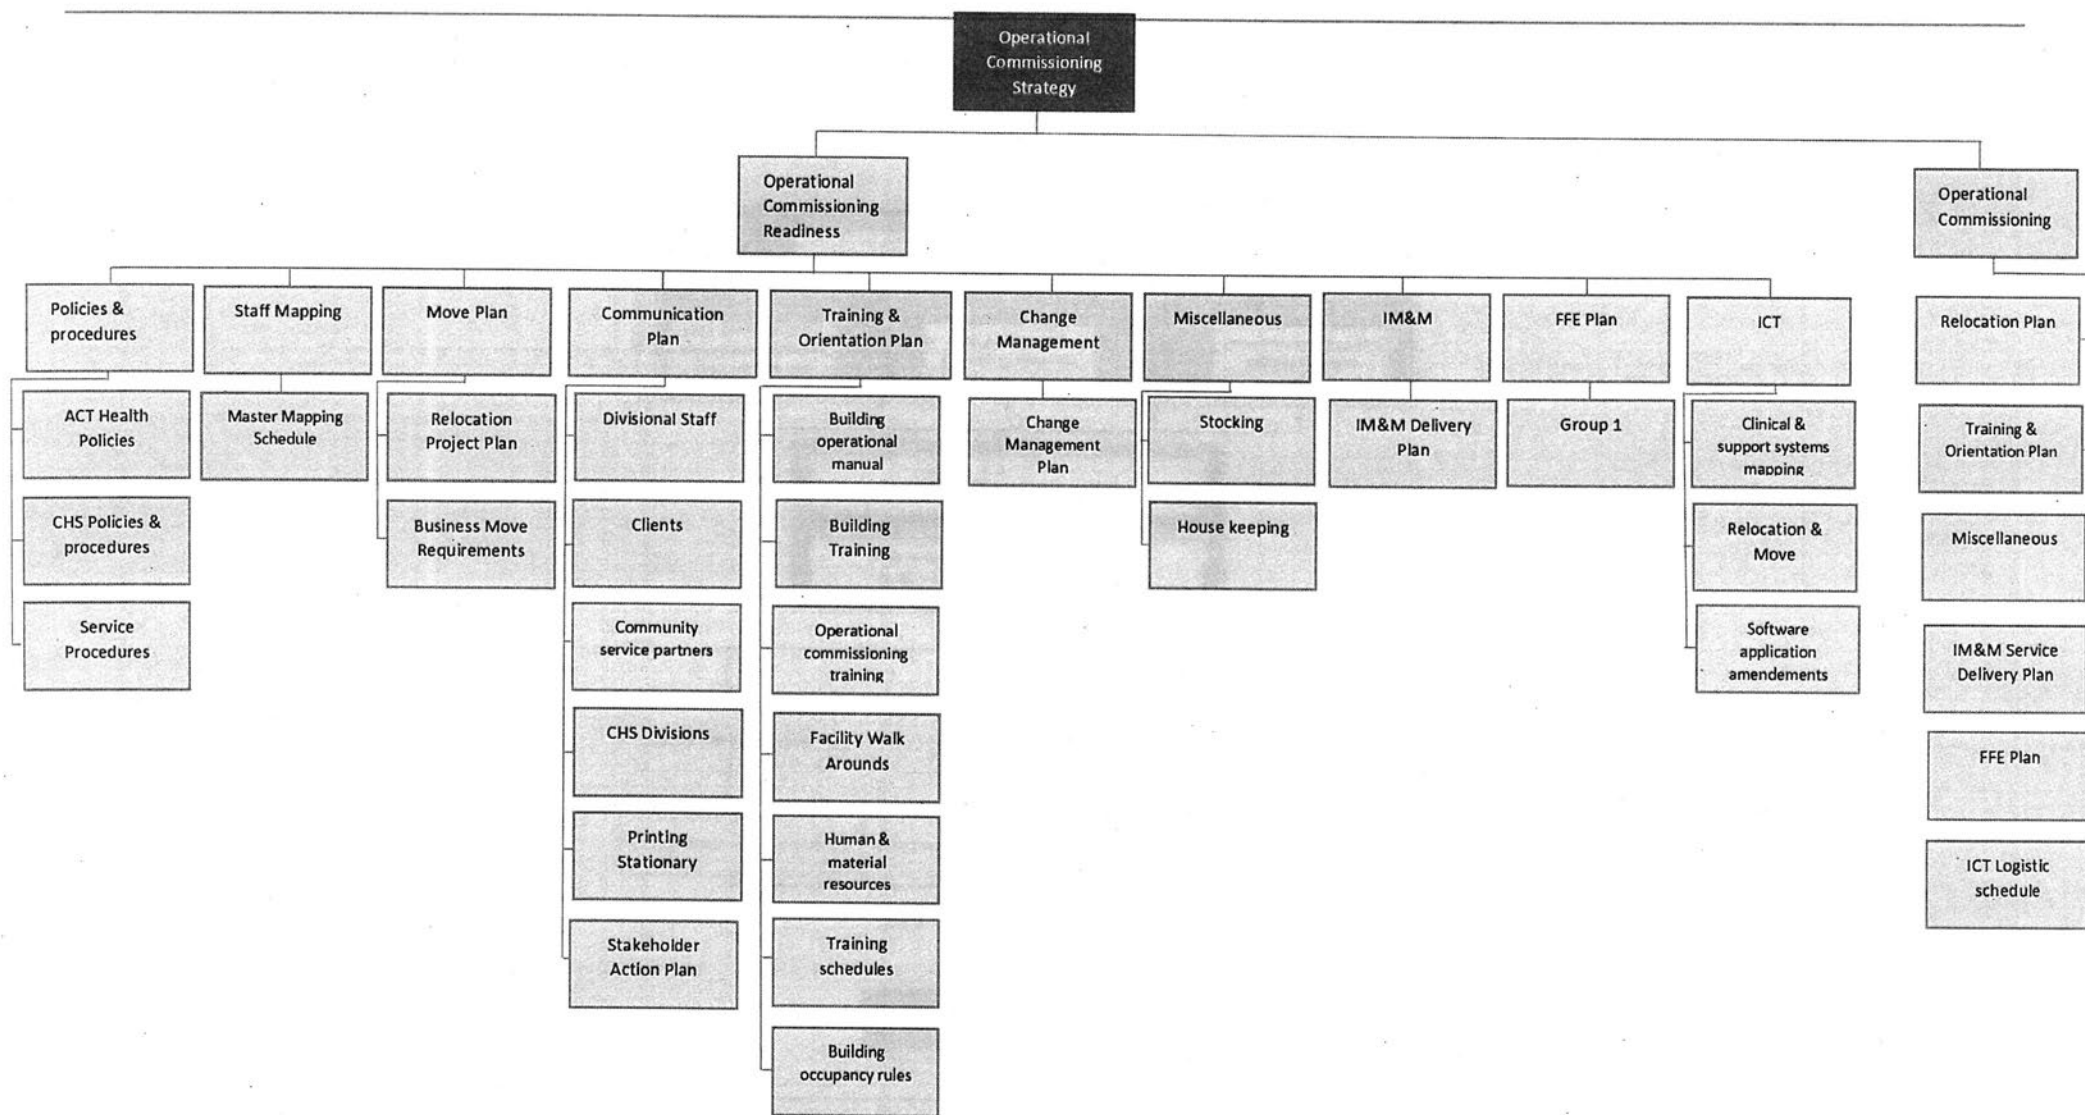 Operational
Commissioning
Strategy
Operational
Commissioning
Readiness
Operational
Commissioning
Policies &
procedures
Staff Mapping
Move Plan
Communication
Plan
Training &
Orientation Plan
Change
Management
Miscellaneous
IM&M
FFE Plan
ICT
Relocation Plan
ACT Health
Policies
Master Mapping
Schedule
Relocation
Project Plan
Divisional Staff
Building
operational
manual
Change
Management
Plan
Stocking
IM&M Delivery
Plan
Group 1
Clinical &
support systems
mapping
Training &
Orientation Plan
CHS Policies &
procedures
Business Move
Requirements
Clients
Building
Training
House keeping
Relocation &
Move
Miscellaneous
Service
Procedures
Community
service partners
Operational
commissioning
training
Software
application
amendements
IM&M Service
Delivery Plan
CHS Divisions
Facility Walk
Arounds
FFE Plan
Printing
Stationary
Human &
material
resources
ICT Logistic
schedule
Stakeholder
Action Plan
Training
schedules
Building
occupancy rules